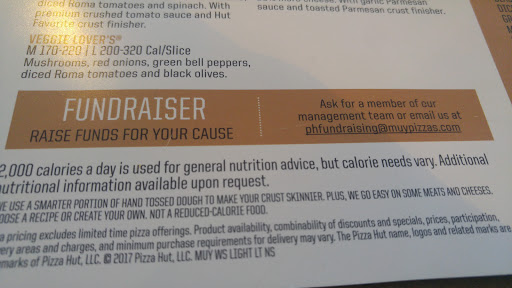 diced Roma tomatoes and spinach. With
premium crushed tomato sauce and Hut
Favorite crust finisher.
With garlic Parmesan
sauce and toasted Parmesan crust finisher.
VEGGIE LOVER'S®
M 170-220 | L 200-320 Cal/Slice
Mushrooms, red onions, green bell peppers,
diced Roma tomatoes and black olives.
FUNDRAISER
RAISE FUNDS FOR YOUR CAUSE
Ask for a member of our
management team or email us at
phfundraising@muypizzas.com
2,000 calories a day is used for general nutrition advice, but calorie needs vary. Additional
nutritional information available upon request.
WE USE A SMARTER PORTION OF HAND TOSSED DOUGH TO MAKE YOUR CRUST SKINNIER. PLUS, WE GO EASY ON SOME MEATS AND CHEESES.
OOSE A RECIPE OR CREATE YOUR OWN. NOT A REDUCED-CALORIE FOOD.
a pricing excludes limited time pizza offerings. Product availability, combinability of discounts and specials, prices, participation,
very areas and charges, and minimum purchase requirements for delivery may vary. The Pizza Hut name, logos and related marks are
marks of Pizza Hut, LLC. © 2017 Pizza Hut, LLC. MUY WS LIGHT LT NS